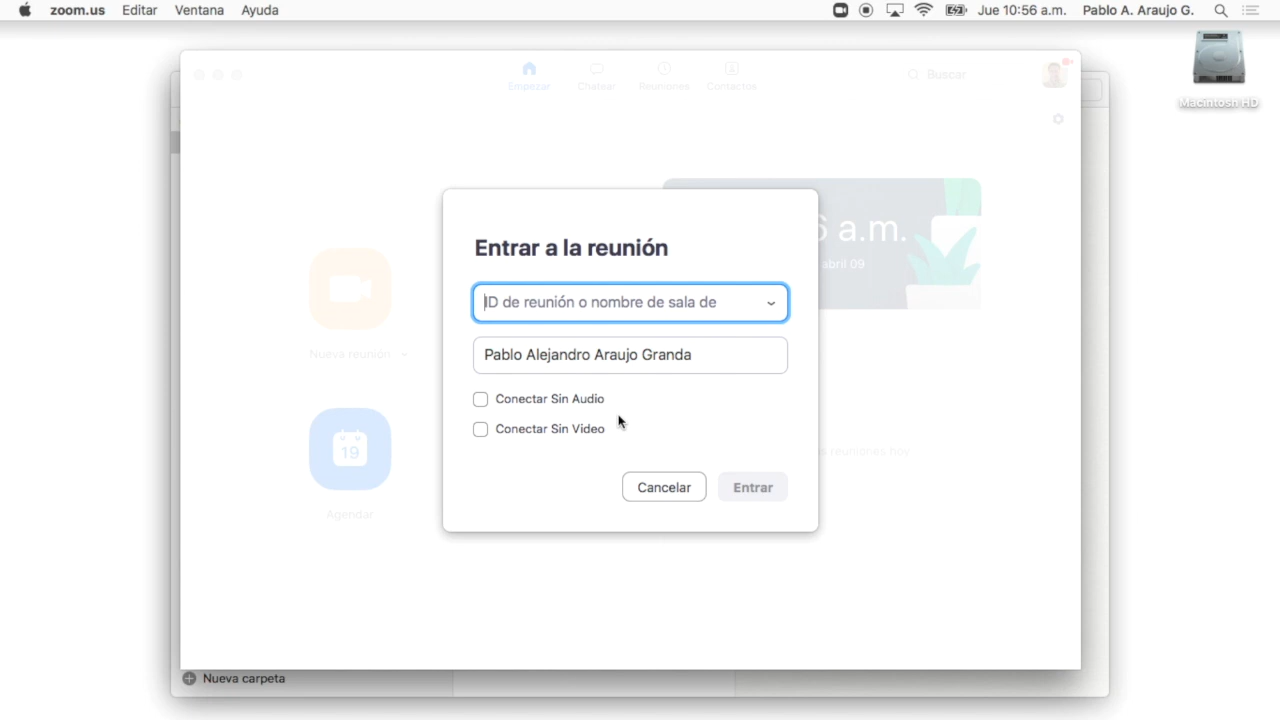 zoom.us Editar Ventana Ayuda
Jue 10:56 a.m. Pablo A. Araujo G.
Macintosh HD
Empezar Chatear Reuniones Contactos
Buscar
6 a.m.
abril 09
Nueva reunión
19
Agendar
reuniones
Entrar a la reunión
ID de reunión o nombre de sala de
Pablo Alejandro Araujo Granda
Conectar Sin Audio
Conectar Sin Video
Cancelar Entrar
Nueva carpeta